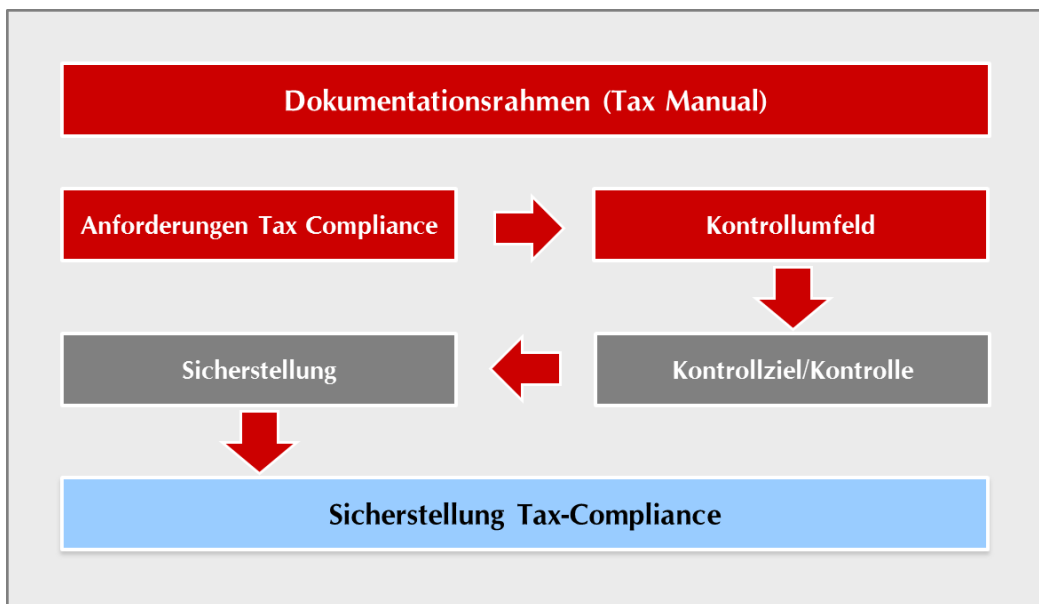 Dokumentationsrahmen (Tax Manual)
Anforderungen Tax Compliance
Kontrollumfeld
Sicherstellung
Kontrollziel/Kontrolle
Sicherstellung Tax-Compliance